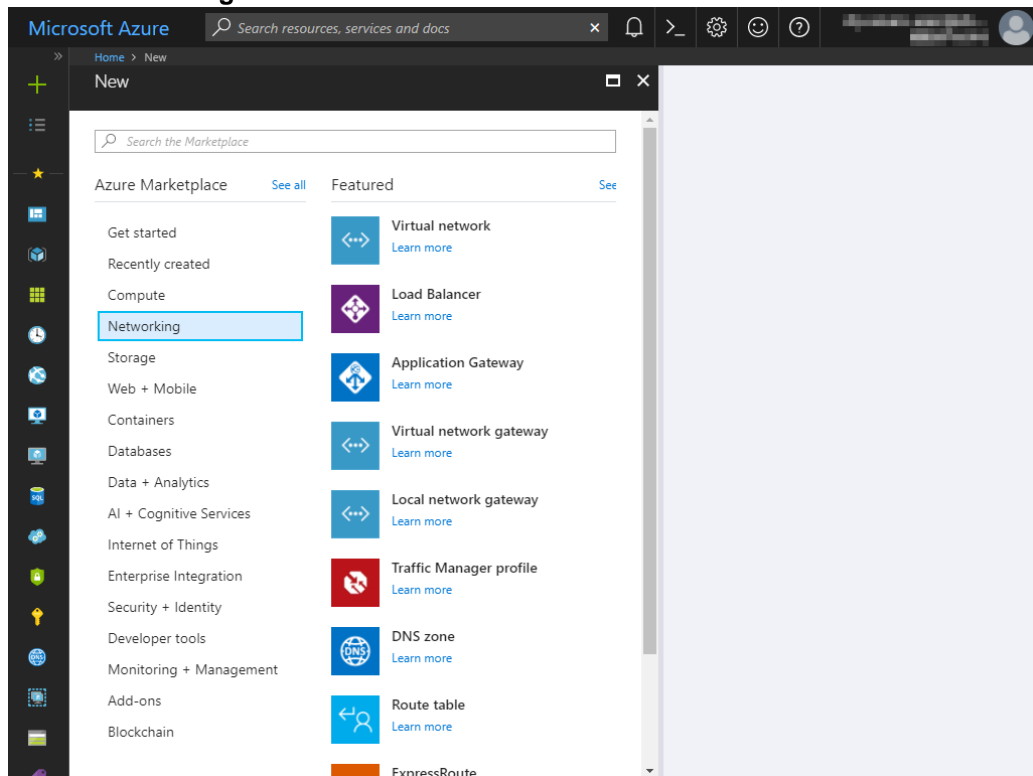 Microsoft Azure
Search resources, services and docs
Home > New
New
Search the Marketplace
Azure Marketplace
See all
Featured
See
Get started
Recently created
Compute
Networking
Storage
Web + Mobile
Containers
Databases
Data + Analytics
AI + Cognitive Services
Internet of Things
Enterprise Integration
Security + Identity
Developer tools
Monitoring + Management
Add-ons
Blockchain
Virtual network
Learn more
Load Balancer
Learn more
Application Gateway
Learn more
Virtual network gateway
Learn more
Local network gateway
Learn more
Traffic Manager profile
Learn more
DNS zone
Learn more
Route table
Learn more
ExpressRoute
SQL
DNS
DNS